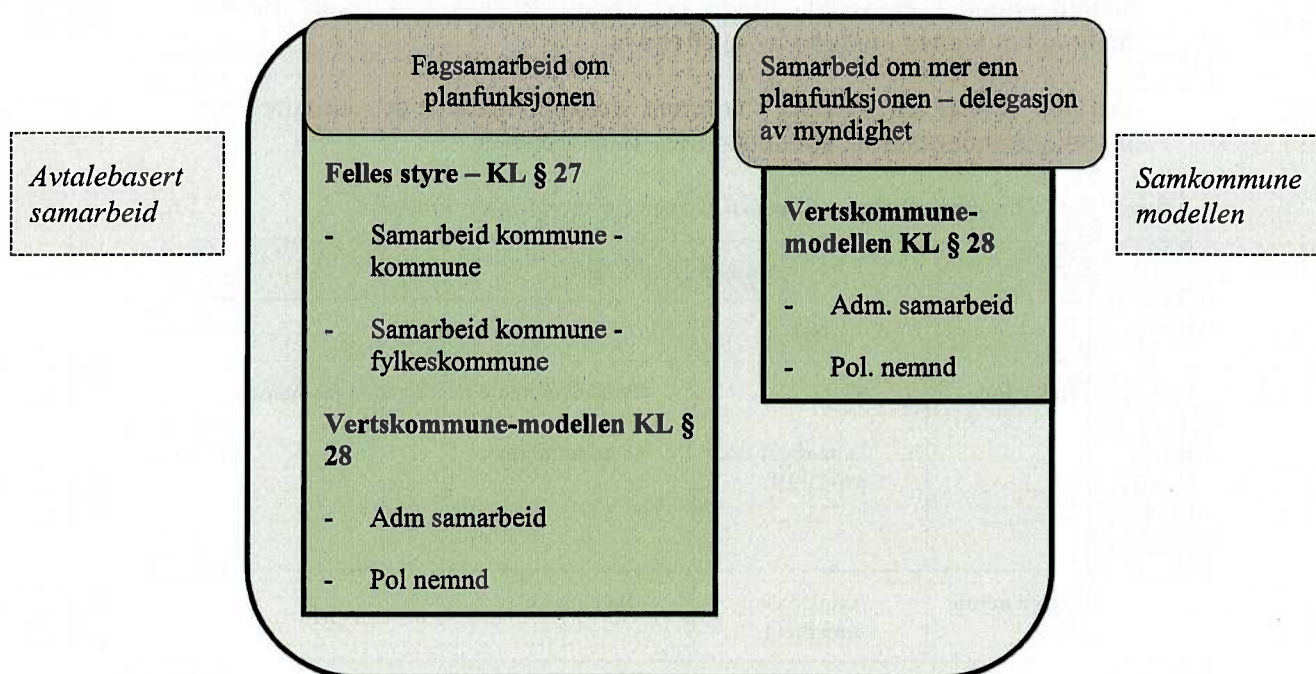 Avtalebasert
samarbeid
Fagsamarbeid om
planfunksjonen
Felles styre – KL § 27
- Samarbeid kommune -
kommune
- Samarbeid kommune -
fylkeskommune
Vertskommune-modellen KL §
28
- Adm samarbeid
- Pol nemnd
Samarbeid om mer enn
planfunksjonen – delegasjon
av myndighet
Vertskommune-
modellen KL § 28
- Adm. samarbeid
- Pol. nemnd
Samkommune
modellen